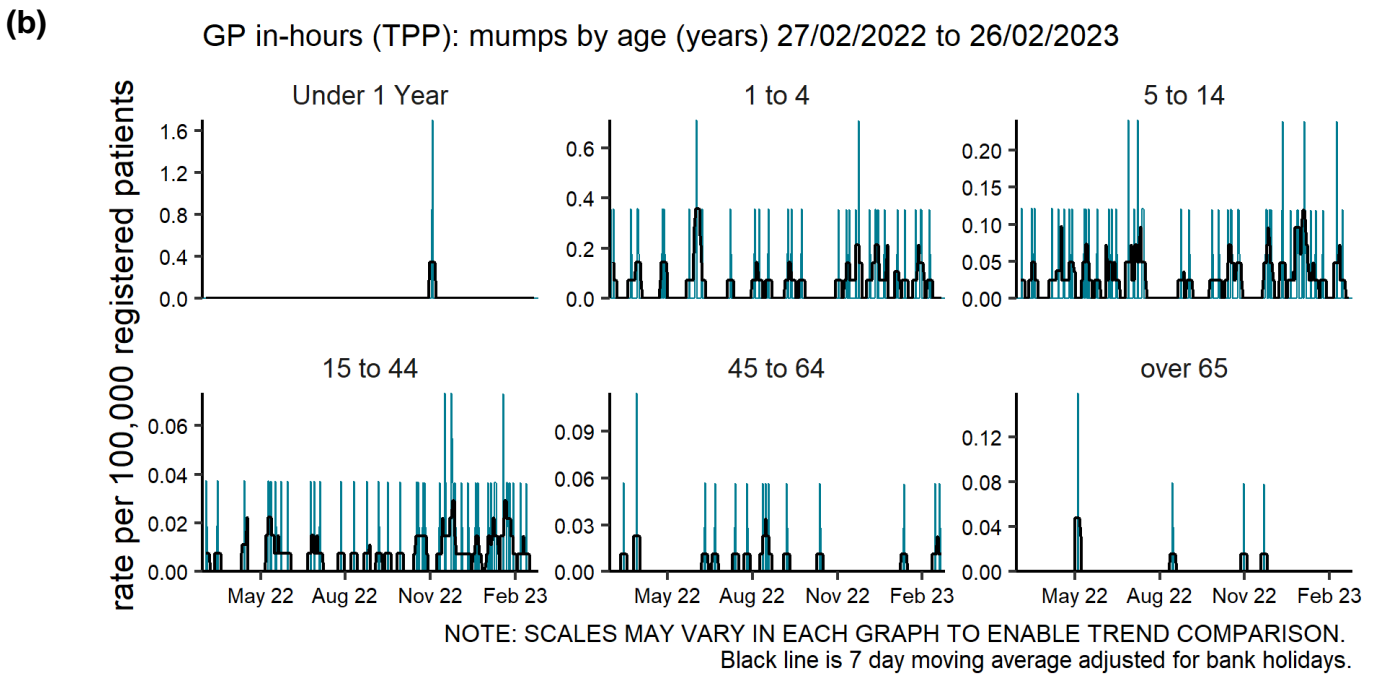 (b)
GP in-hours (TPP): mumps by age (years) 27/02/2022 to 26/02/2023
rate per 100,000 registered patients
Under 1 Year
1.6
1.2
0.8
0.4
0.0
1 to 4
0.6
0.4
0.2
0.0
5 to 14
0.20
0.15
0.10
0.05
0.00
15 to 44
0.06
0.04
0.02
0.00
May 22 Aug 22 Nov 22 Feb 23
45 to 64
0.09
0.06
0.03
0.00
May 22 Aug 22 Nov 22 Feb 23
over 65
0.12
0.08
0.04
0.00
May 22 Aug 22 Nov 22 Feb 23
NOTE: SCALES MAY VARY IN EACH GRAPH TO ENABLE TREND COMPARISON.
Black line is 7 day moving average adjusted for bank holidays.